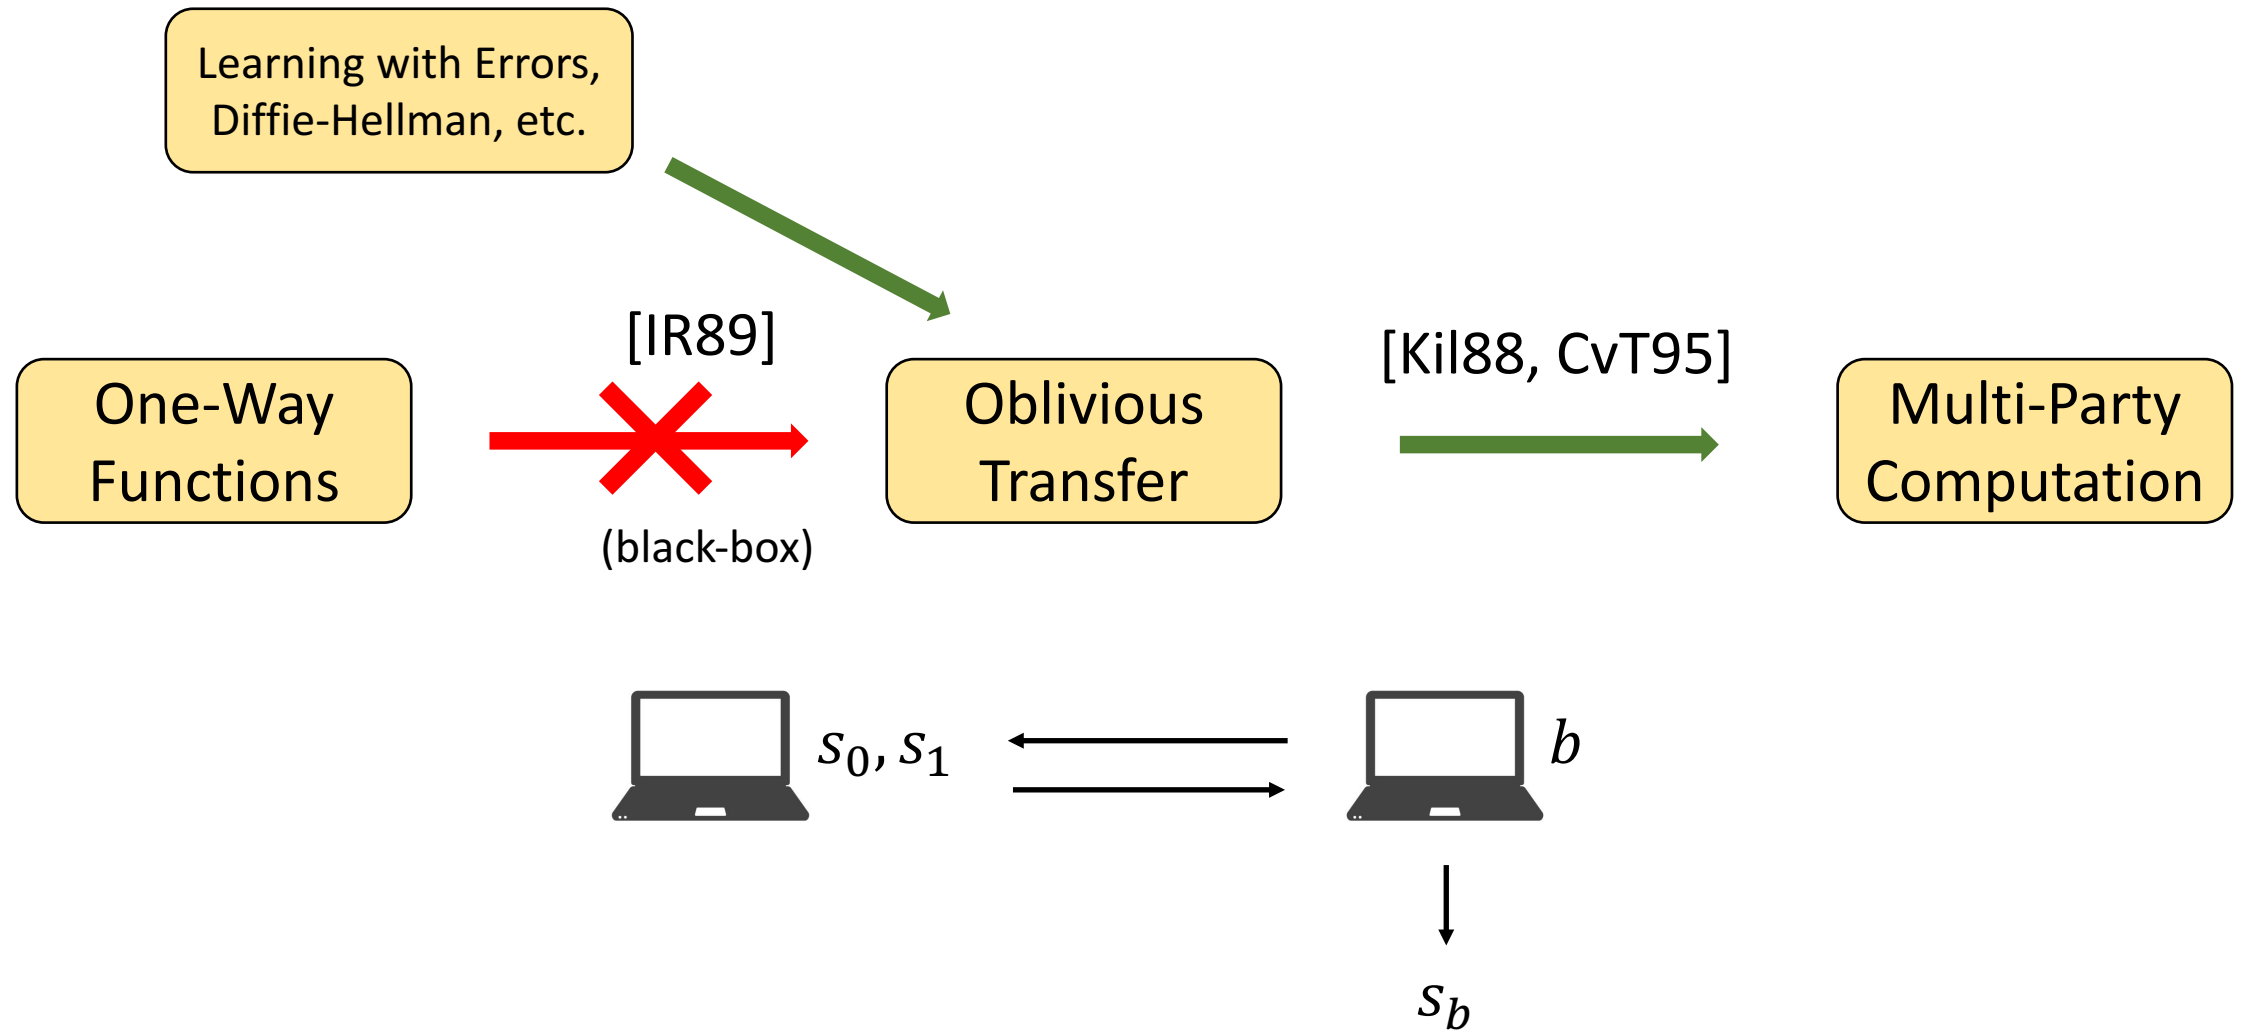 Learning with Errors,
Diffie-Hellman, etc.
[IR89]
[Kil88, CvT95]
One-Way
Functions
Oblivious
Transfer
Multi-Party
Computation
(black-box)
s₀, s₁
b
s_b